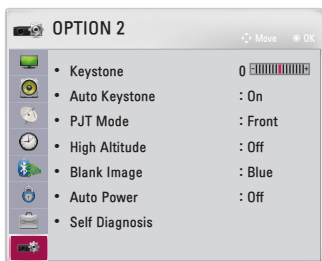 OPTION 2
Move OK
• Keystone 0
• Auto Keystone : On
• PJT Mode : Front
• High Altitude : Off
• Blank Image : Blue
• Auto Power : Off
• Self Diagnosis